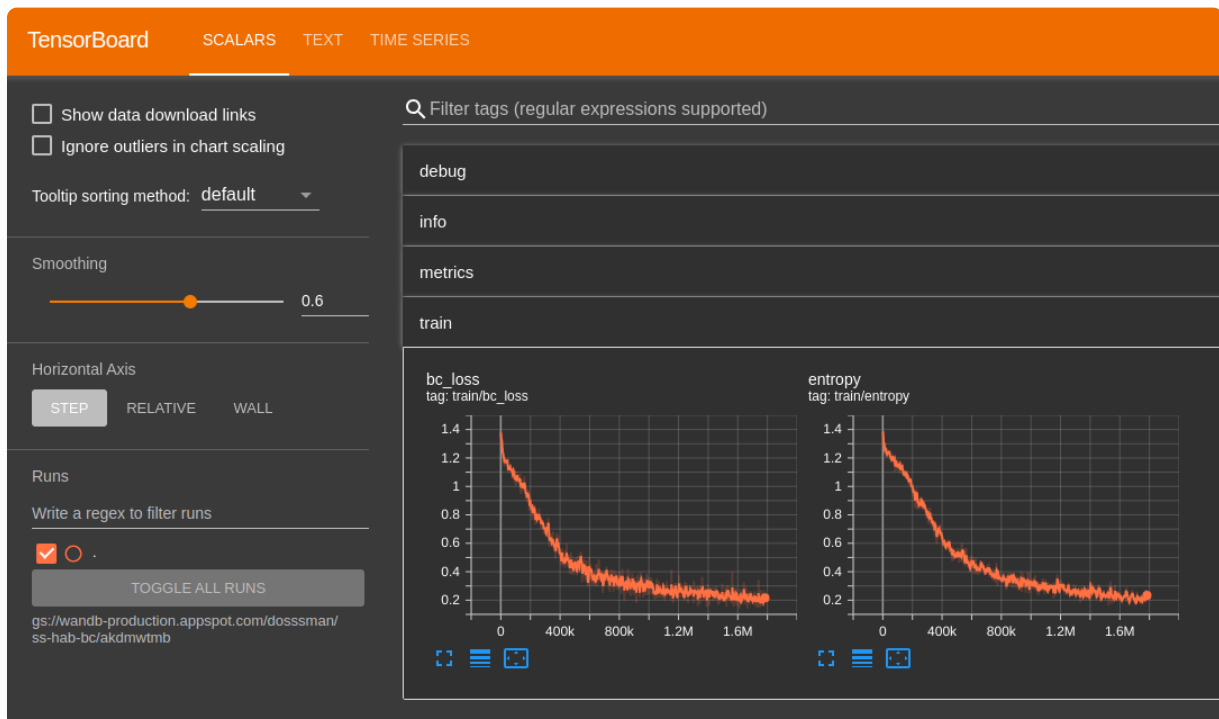 TensorBoard SCALARS TEXT TIME SERIES
Show data download links
Ignore outliers in chart scaling
Tooltip sorting method: default
Smoothing
0.6
Horizontal Axis
STEP RELATIVE WALL
Runs
Write a regex to filter runs
.
TOGGLE ALL RUNS
gs://wandb-production.appspot.com/dosssman/
ss-hab-bc/akdmwtmb
Filter tags (regular expressions supported)
debug
info
metrics
train
bc_loss
tag: train/bc_loss
1.4
1.2
1
0.8
0.6
0.4
0.2
0 400k 800k 1.2M 1.6M
entropy
tag: train/entropy
1.4
1.2
1
0.8
0.6
0.4
0.2
0 400k 800k 1.2M 1.6M